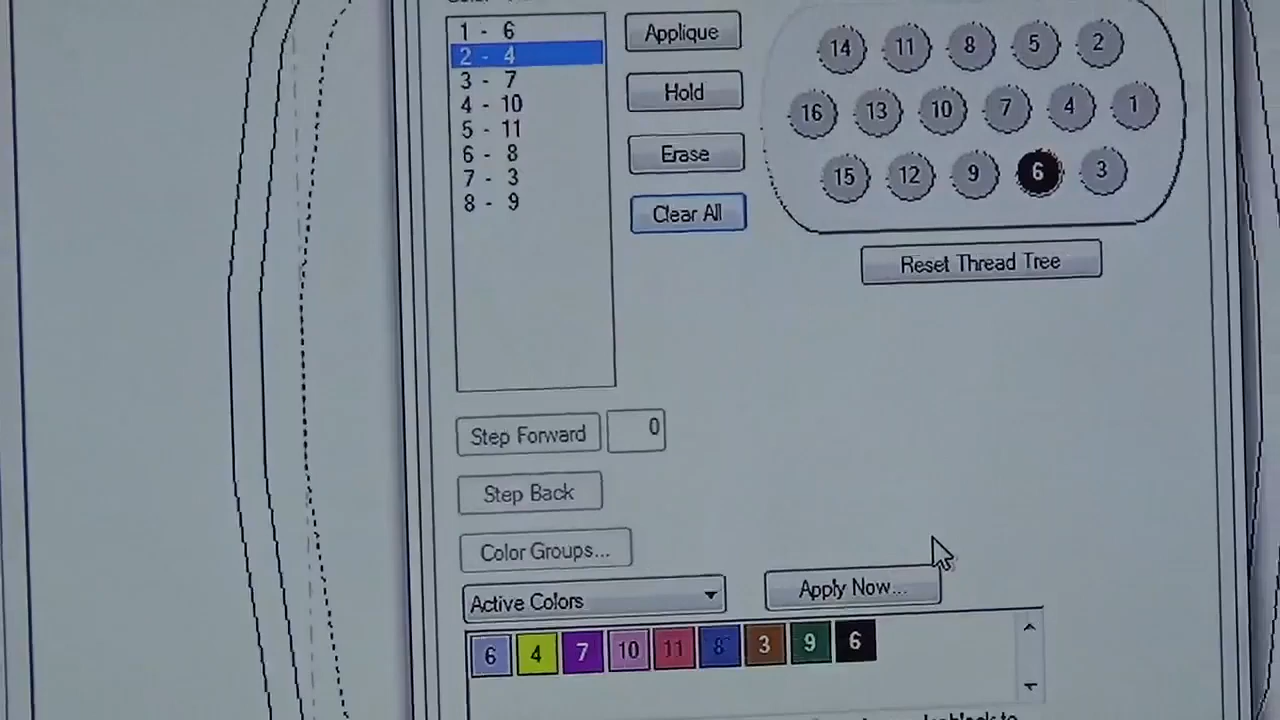 1 - 6
2 - 4
3 - 7
4 - 10
5 - 11
6 - 8
7 - 3
8 - 9
Applique
Hold
Erase
Clear All
14 11 8 5 2
16 13 10 7 4 1
15 12 9 6 3
Reset Thread Tree
Step Forward 0
Step Back
Color Groups...
Active Colors
Apply Now...
6 4 7 10 11 8 3 9 6